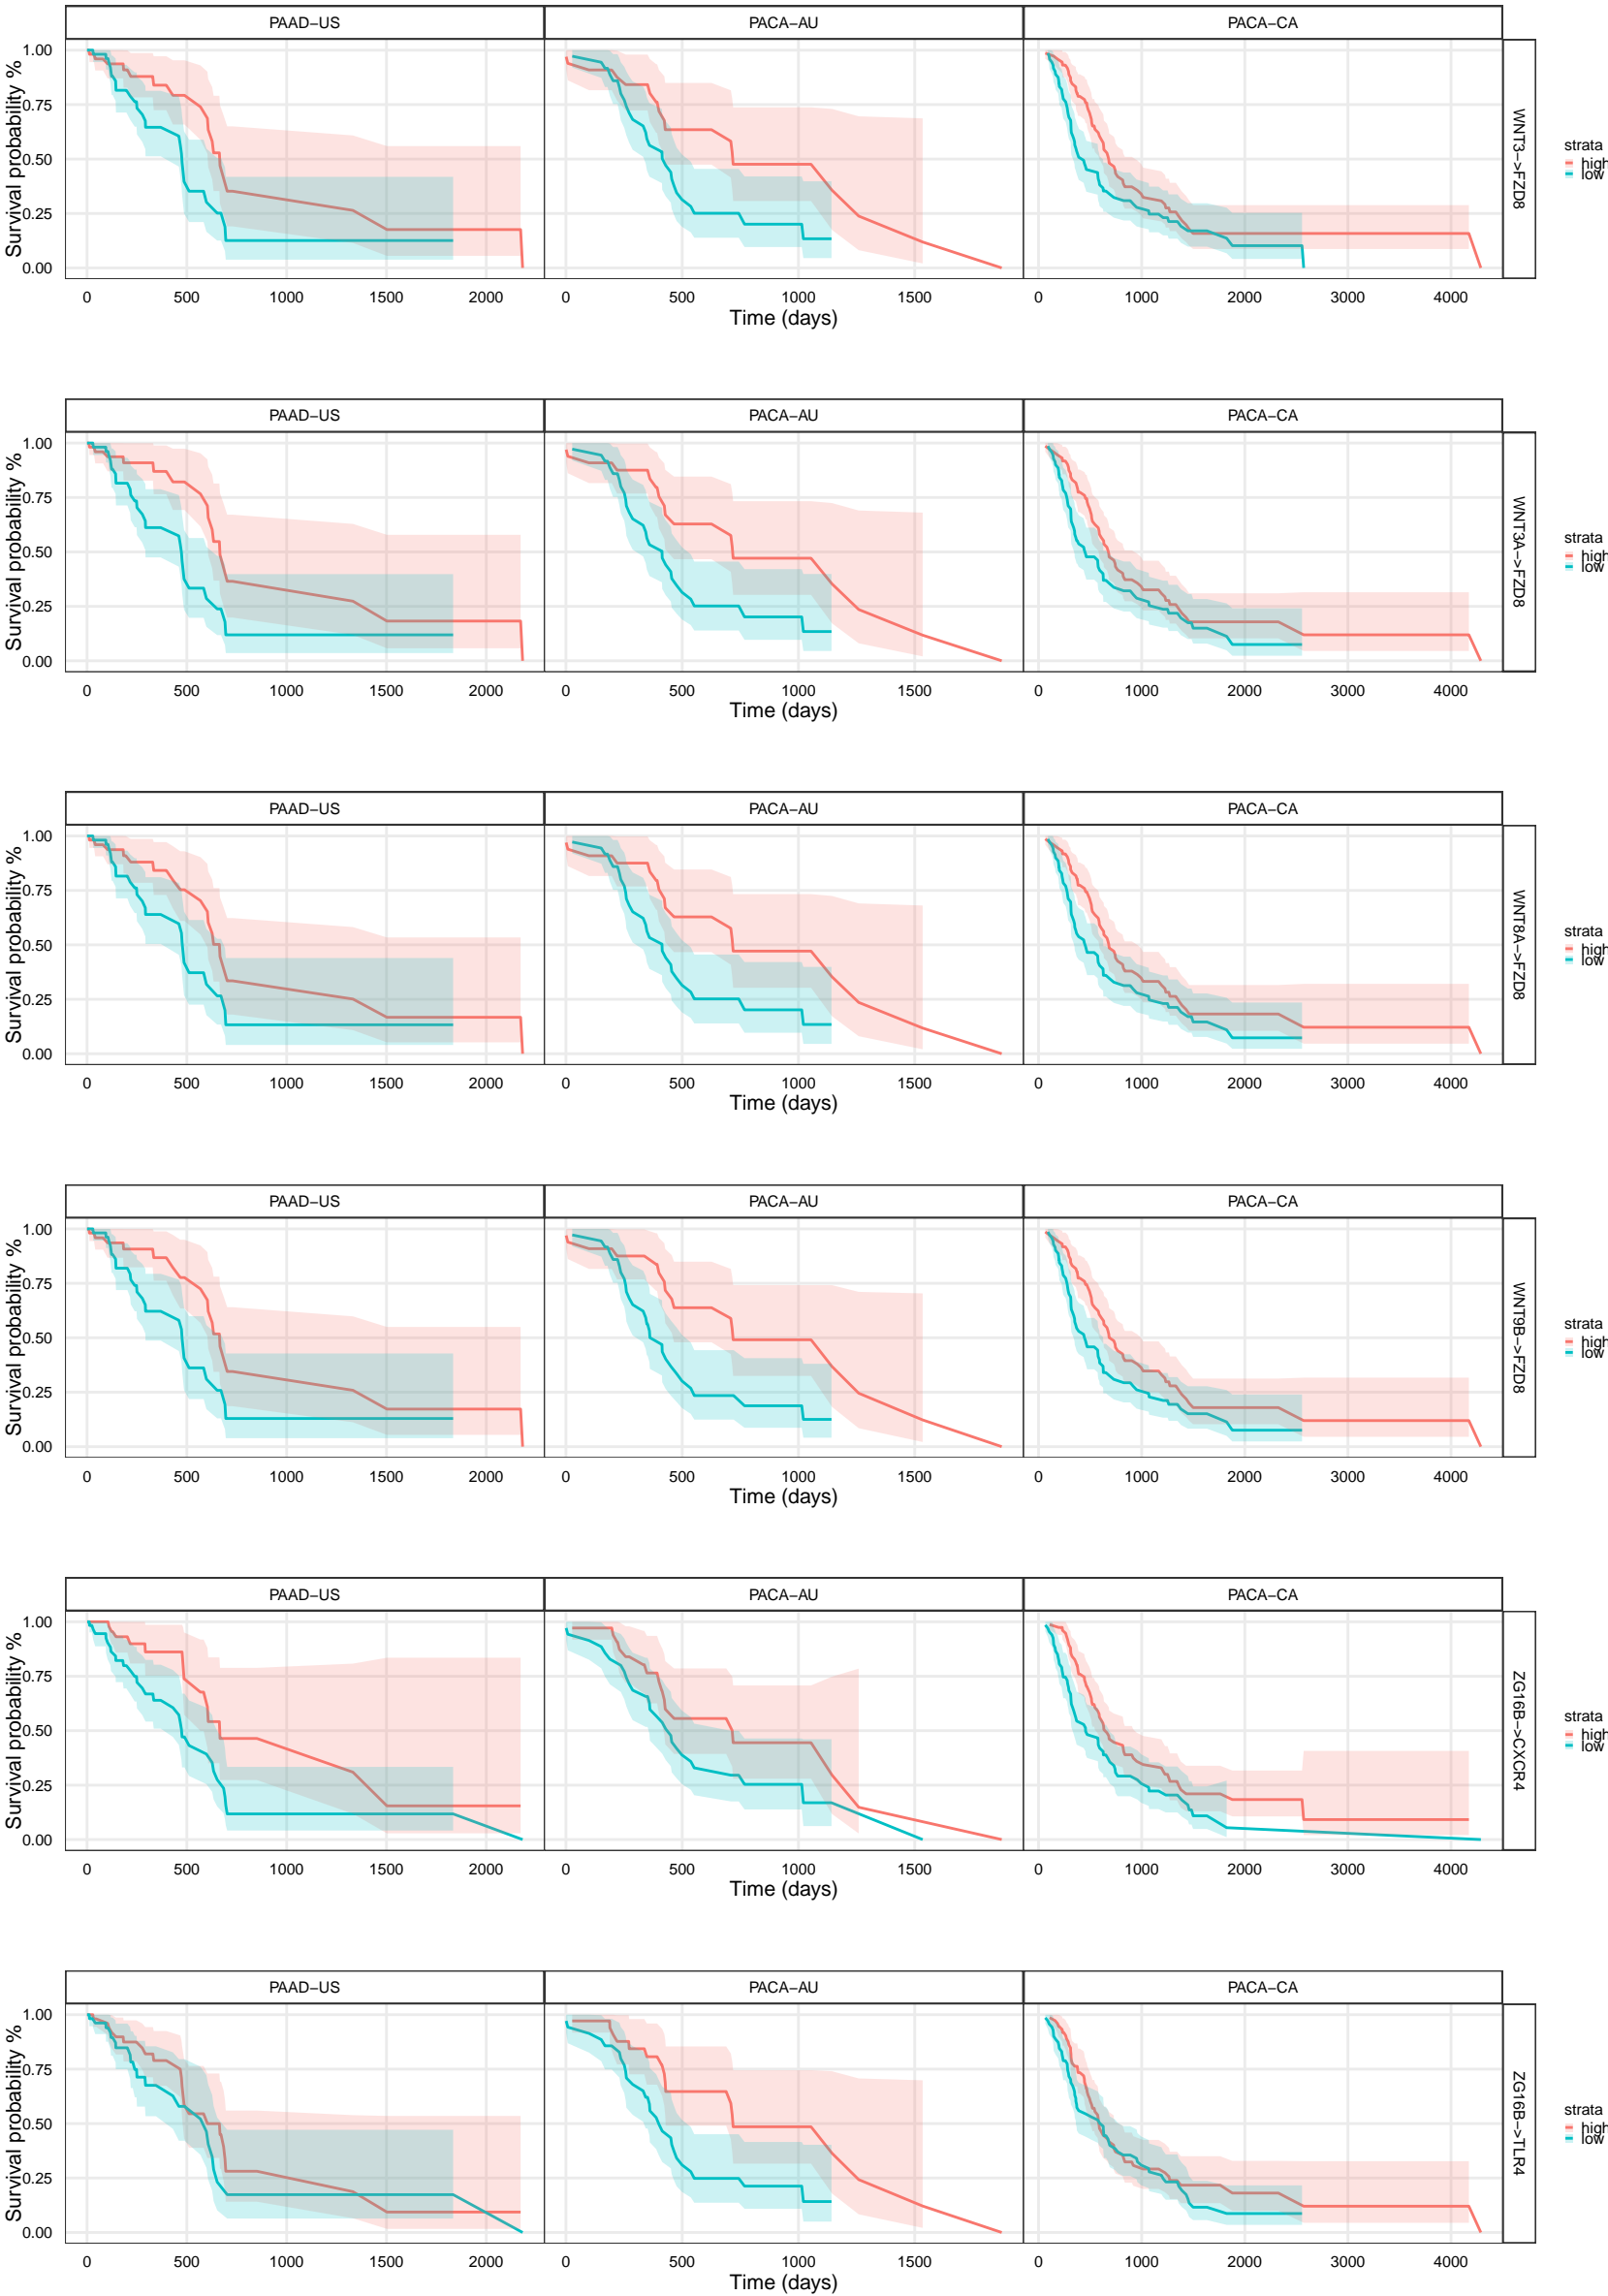 PAAD−US PACA−AU PACA−CA
Survival probability %
1.00
0.75
0.50
0.25
0.00
WNT3−>FZD8
strata
high
low
0 500 1000 1500 2000 0 500 1000 1500 0 1000 2000 3000 4000
Time (days)
PAAD−US PACA−AU PACA−CA
Survival probability %
1.00
0.75
0.50
0.25
0.00
WNT3A−>FZD8
strata
high
low
0 500 1000 1500 2000 0 500 1000 1500 0 1000 2000 3000 4000
Time (days)
PAAD−US PACA−AU PACA−CA
Survival probability %
1.00
0.75
0.50
0.25
0.00
WNT8A−>FZD8
strata
high
low
0 500 1000 1500 2000 0 500 1000 1500 0 1000 2000 3000 4000
Time (days)
PAAD−US PACA−AU PACA−CA
Survival probability %
1.00
0.75
0.50
0.25
0.00
WNT9B−>FZD8
strata
high
low
0 500 1000 1500 2000 0 500 1000 1500 0 1000 2000 3000 4000
Time (days)
PAAD−US PACA−AU PACA−CA
Survival probability %
1.00
0.75
0.50
0.25
0.00
ZG16B−>CXCR4
strata
high
low
0 500 1000 1500 2000 0 500 1000 1500 0 1000 2000 3000 4000
Time (days)
PAAD−US PACA−AU PACA−CA
Survival probability %
1.00
0.75
0.50
0.25
0.00
ZG16B−>TLR4
strata
high
low
0 500 1000 1500 2000 0 500 1000 1500 0 1000 2000 3000 4000
Time (days)